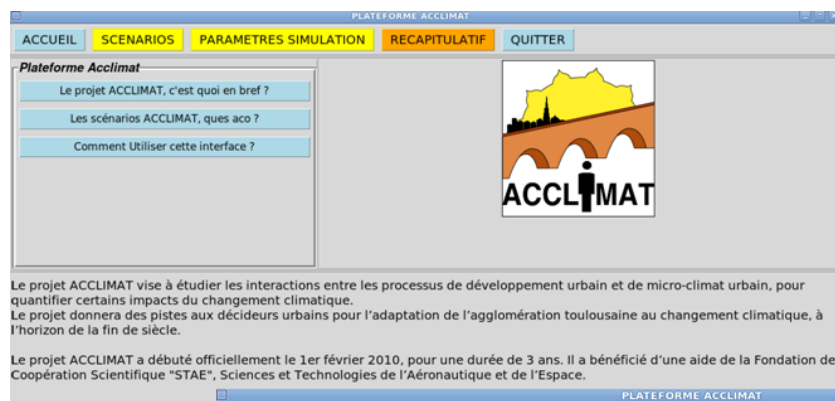 PLATEFORME ACCLIMAT
ACCUEIL SCENARIOS PARAMETRES SIMULATION RECAPITULATIF QUITTER
Plateforme Acclimat
Le projet ACCLIMAT, c'est quoi en bref ?
Les scénarios ACCLIMAT, ques aco ?
Comment Utiliser cette interface ?
ACCLIMAT
Le projet ACCLIMAT vise à étudier les interactions entre les processus de développement urbain et de micro-climat urbain, pour
quantifier certains impacts du changement climatique.
Le projet donnera des pistes aux décideurs urbains pour l'adaptation de l'agglomération toulousaine au changement climatique, à
l'horizon de la fin de siècle.
Le projet ACCLIMAT a débuté officiellement le 1er février 2010, pour une durée de 3 ans. Il a bénéficié d'une aide de la Fondation de
Coopération Scientifique "STAE", Sciences et Technologies de l'Aéronautique et de l'Espace.
PLATEFORME ACCLIMAT